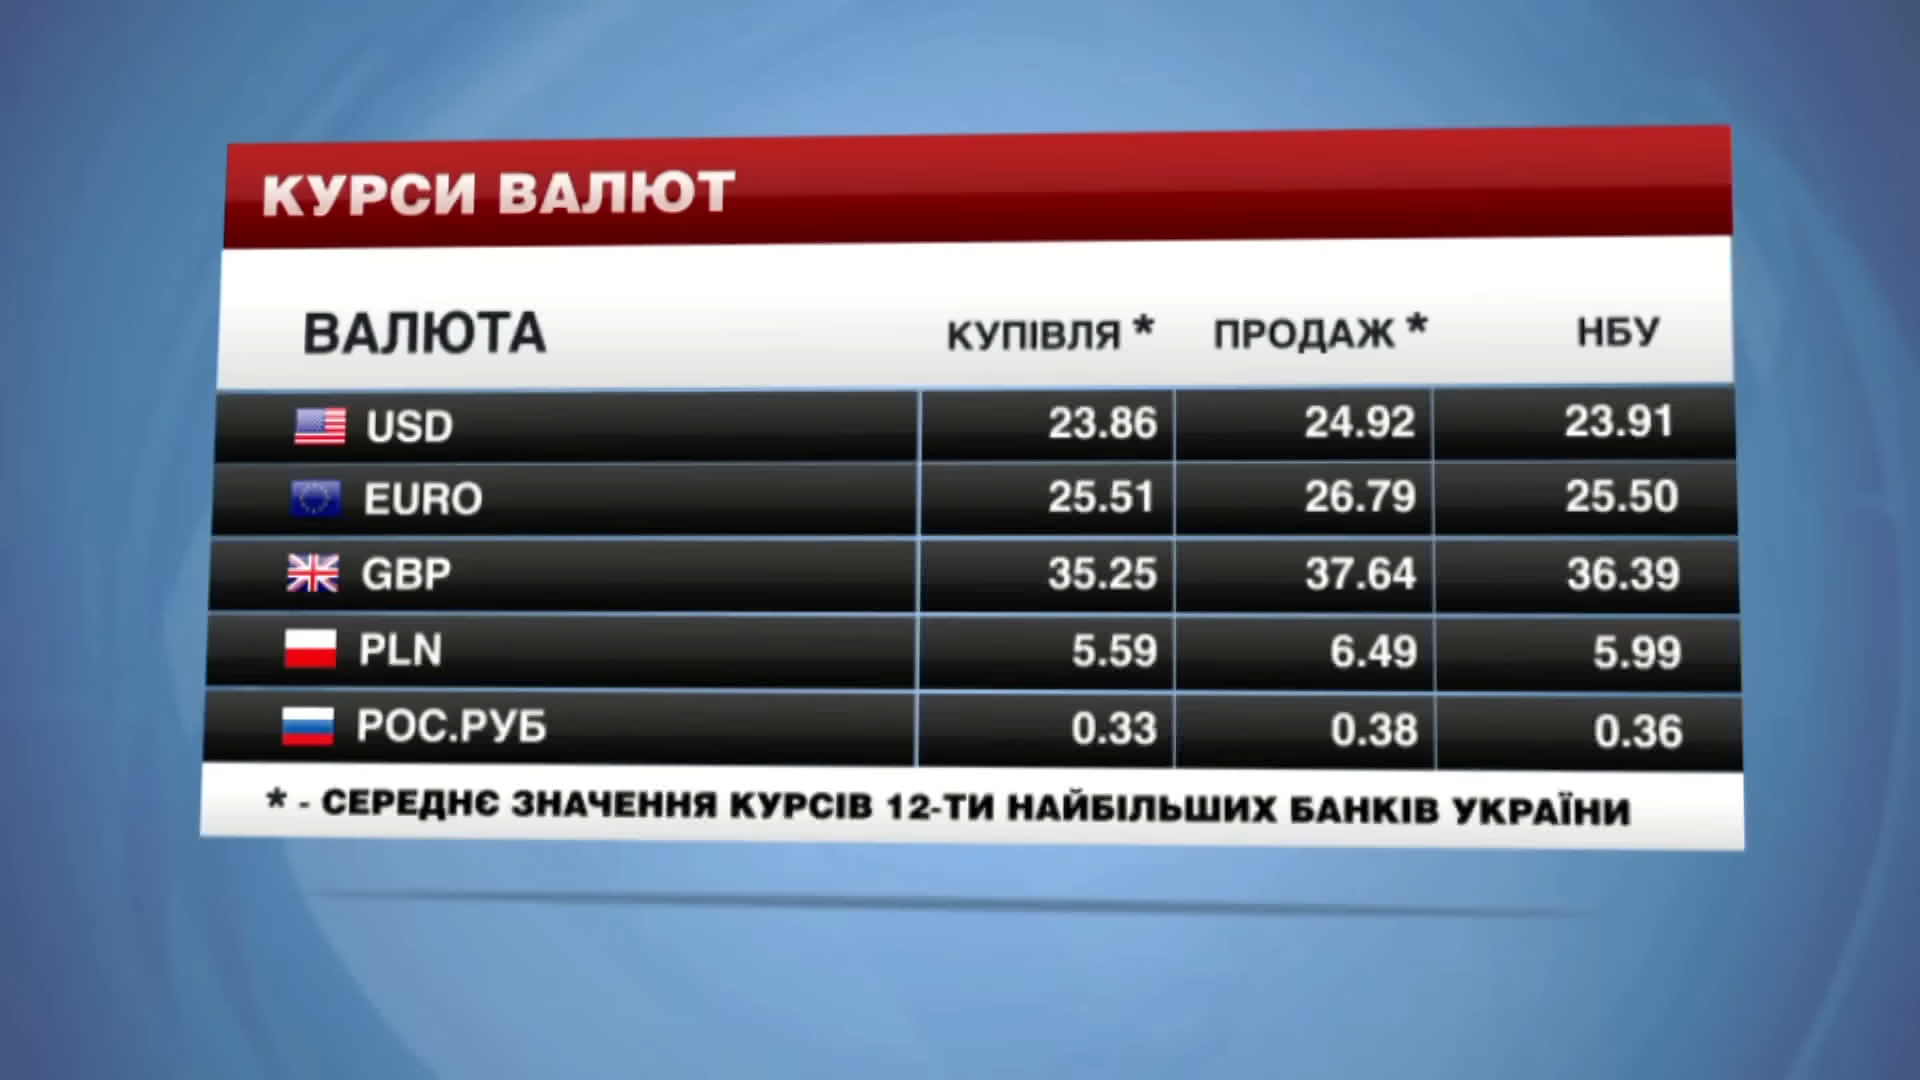 КУРСИ ВАЛЮТ
ВАЛЮТА КУПІВЛЯ * ПРОДАЖ * НБУ
USD 23.86 24.92 23.91
EURO 25.51 26.79 25.50
GBP 35.25 37.64 36.39
PLN 5.59 6.49 5.99
РОС.РУБ 0.33 0.38 0.36
* - СЕРЕДНЄ ЗНАЧЕННЯ КУРСІВ 12-ТИ НАЙБІЛЬШИХ БАНКІВ УКРАЇНИ